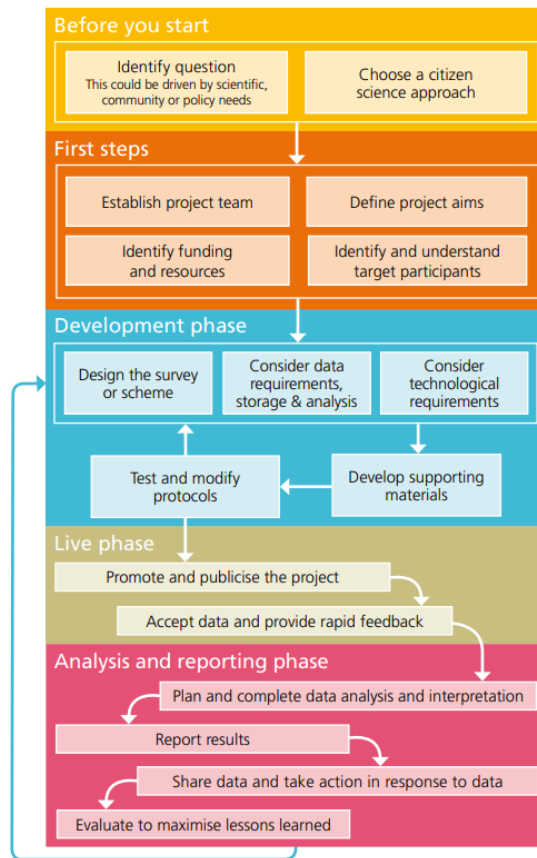 Before you start
Identify question
This could be driven by scientific,
community or policy needs
Choose a citizen
science approach
First steps
Establish project team
Define project aims
Identify funding
and resources
Identify and understand
target participants
Development phase
Design the survey
or scheme
Consider data
requirements,
storage & analysis
Consider
technological
requirements
Test and modify
protocols
Develop supporting
materials
Live phase
Promote and publicise the project
Accept data and provide rapid feedback
Analysis and reporting phase
Plan and complete data analysis and interpretation
Report results
Share data and take action in response to data
Evaluate to maximise lessons learned